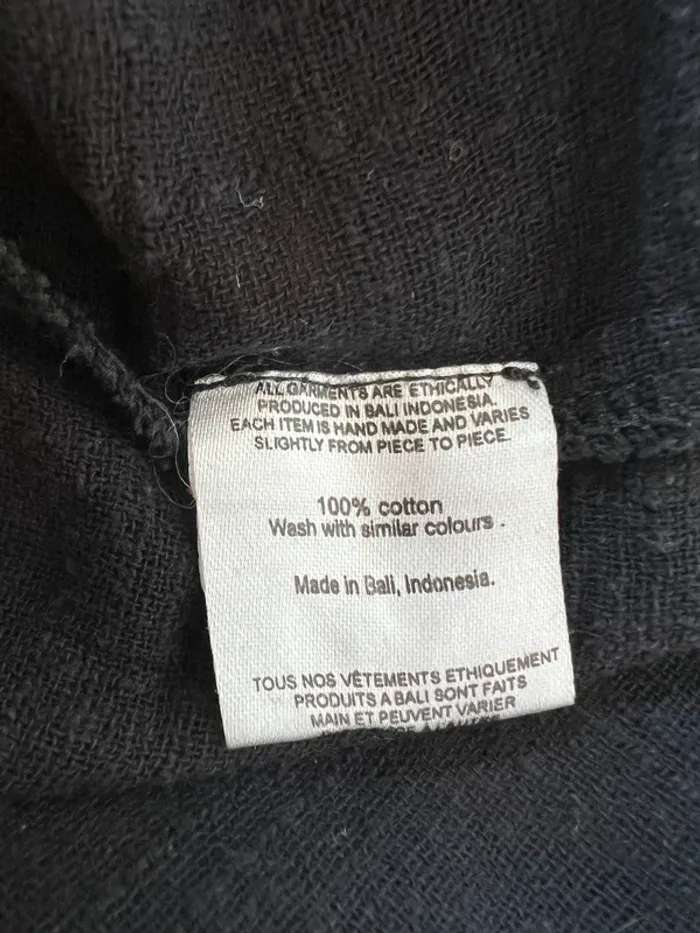 ALL GARMENTS ARE ETHICALLY
PRODUCED IN BALI INDONESIA.
EACH ITEM IS HAND MADE AND VARIES
SLIGHTLY FROM PIECE TO PIECE.
100% cotton
Wash with similar colours .
Made in Bali, Indonesia.
TOUS NOS VÊTEMENTS ETHIQUEMENT
PRODUITS A BALI SONT FAITS
MAIN ET PEUVENT VARIER